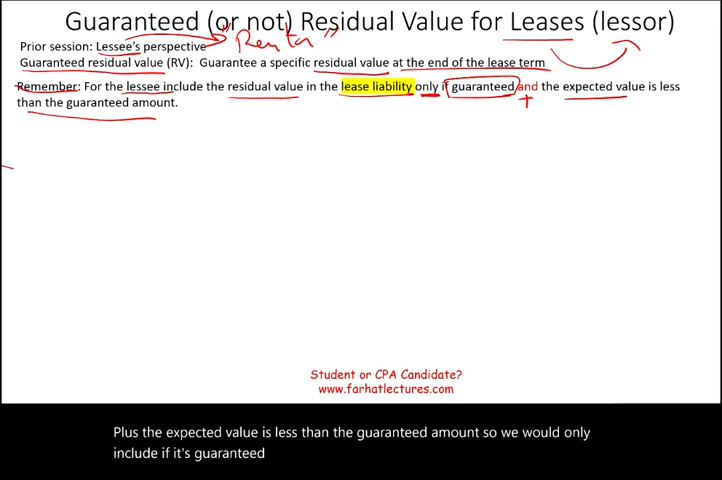 Guaranteed (or not) Residual Value for Leases (lessor)
Prior session: Lessee's perspective
"Renta"
Guaranteed residual value (RV): Guarantee a specific residual value at the end of the lease term
Remember: For the lessee include the residual value in the lease liability only if guaranteed and the expected value is less
than the guaranteed amount.
+
Student or CPA Candidate?
www.farhatlectures.com
Plus the expected value is less than the guaranteed amount so we would only
include if it's guaranteed